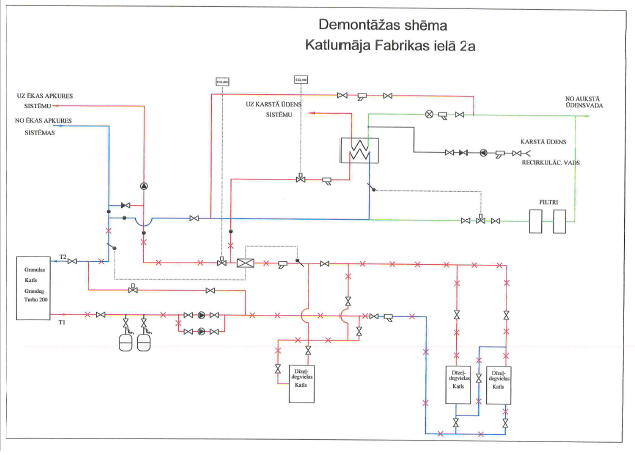 Demontāžas shēma
Katlumāja Fabrikas ielā 2a
UZ ĒKAS APKURES
SISTĒMU
NO ĒKAS APKURES
SISTĒMAS
UZ KARSTĀ ŪDENS
SISTĒMU
NO AUKSTĀ
ŪDENSVADA
KARSTĀ ŪDENS
RECIRKULĀC. VADS
FILTRI
T2
Granulas
Katls
Grandeg
Turbo 200
T1
Dīzeļ-
degvielas
Katls
Dīzeļ-
degvielas
Katls
Dīzeļ-
degvielas
Katls